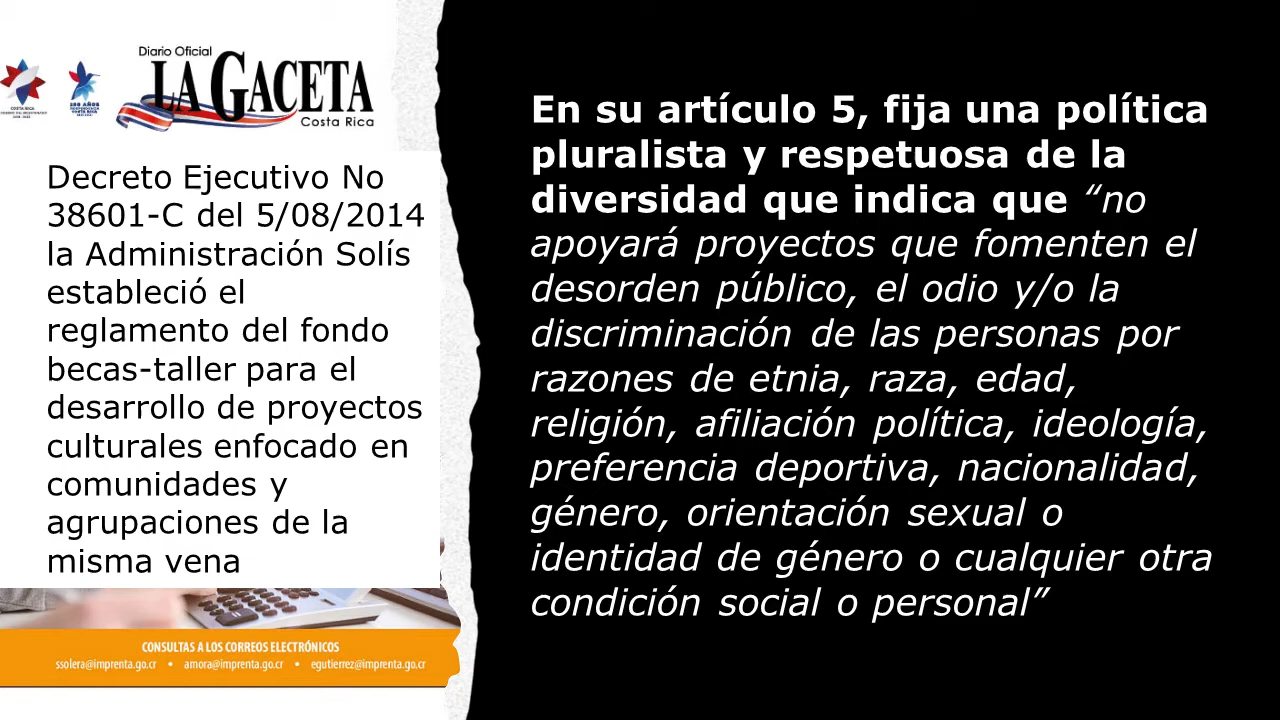 Diario Oficial
LA GACETA
Costa Rica
COSTA RICA
Decreto Ejecutivo No
38601-C del 5/08/2014
la Administración Solís
estableció el
reglamento del fondo
becas-taller para el
desarrollo de proyectos
culturales enfocado en
comunidades y
agrupaciones de la
misma vena
CONSULTAS A LOS CORREOS ELECTRÓNICOS
ssolera@imprenta.go.cr • amora@imprenta.go.cr • egutierrez@imprenta.go.cr
En su artículo 5, fija una política
pluralista y respetuosa de la
diversidad que indica que “no
apoyará proyectos que fomenten el
desorden público, el odio y/o la
discriminación de las personas por
razones de etnia, raza, edad,
religión, afiliación política, ideología,
preferencia deportiva, nacionalidad,
género, orientación sexual o
identidad de género o cualquier otra
condición social o personal”